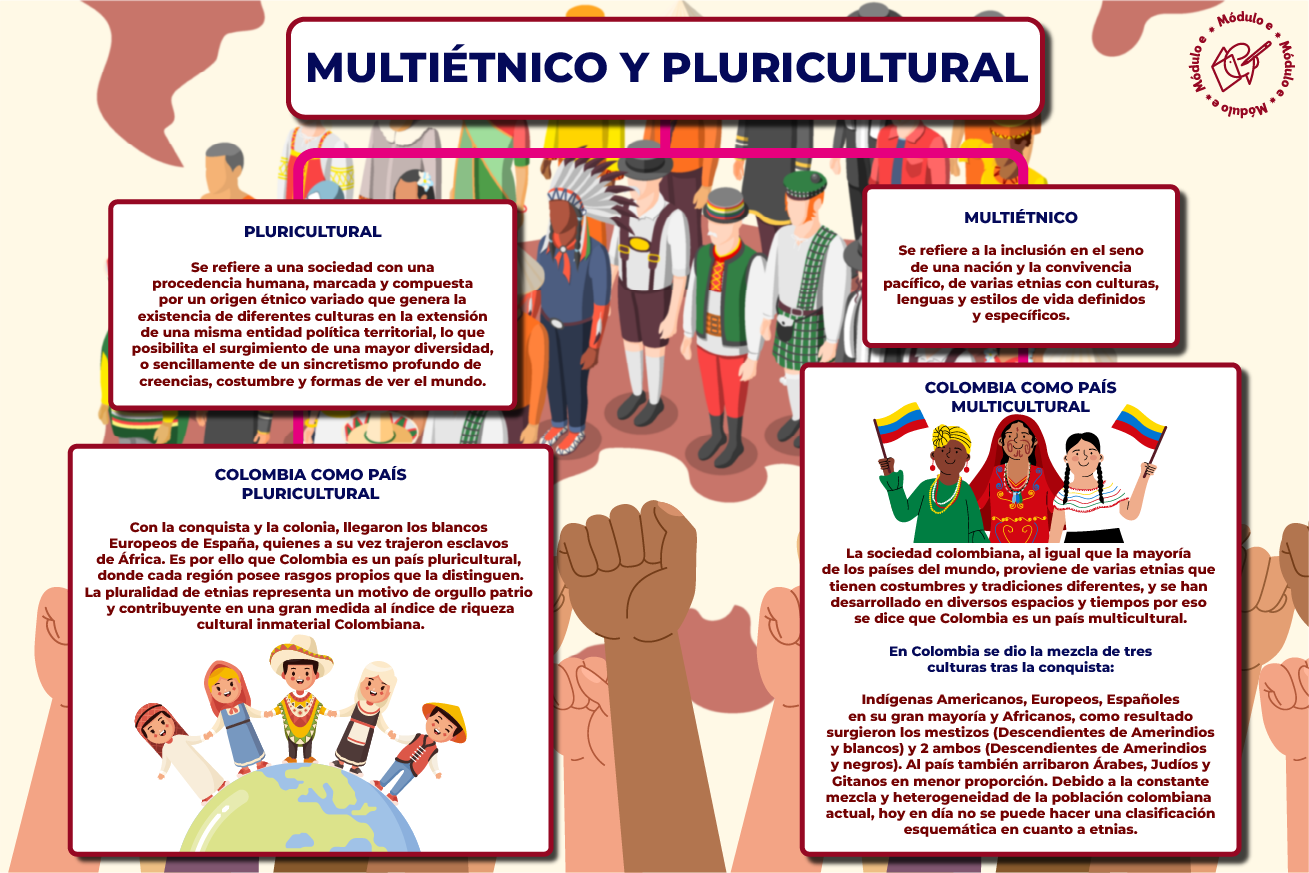 MULTIÉTNICO Y PLURICULTURAL
Módulo e * Módulo e * Módulo e * Módulo e *
PLURICULTURAL
Se refiere a una sociedad con una
procedencia humana, marcada y compuesta
por un origen étnico variado que genera la
existencia de diferentes culturas en la extensión
de una misma entidad política territorial, lo que
posibilita el surgimiento de una mayor diversidad,
o sencillamente de un sincretismo profundo de
creencias, costumbre y formas de ver el mundo.
MULTIÉTNICO
Se refiere a la inclusión en el seno
de una nación y la convivencia
pacífico, de varias etnias con culturas,
lenguas y estilos de vida definidos
y específicos.
COLOMBIA COMO PAÍS
PLURICULTURAL
Con la conquista y la colonia, llegaron los blancos
Europeos de España, quienes a su vez trajeron esclavos
de África. Es por ello que Colombia es un país pluricultural,
donde cada región posee rasgos propios que la distinguen.
La pluralidad de etnias representa un motivo de orgullo patrio
y contribuyente en una gran medida al índice de riqueza
cultural inmaterial Colombiana.
COLOMBIA COMO PAÍS
MULTICULTURAL
La sociedad colombiana, al igual que la mayoría
de los países del mundo, proviene de varias etnias que
tienen costumbres y tradiciones diferentes, y se han
desarrollado en diversos espacios y tiempos por eso
se dice que Colombia es un país multicultural.
En Colombia se dio la mezcla de tres
culturas tras la conquista:
Indígenas Americanos, Europeos, Españoles
en su gran mayoría y Africanos, como resultado
surgieron los mestizos (Descendientes de Amerindios
y blancos) y 2 ambos (Descendientes de Amerindios
y negros). Al país también arribaron Árabes, Judíos y
Gitanos en menor proporción. Debido a la constante
mezcla y heterogeneidad de la población colombiana
actual, hoy en día no se puede hacer una clasificación
esquemática en cuanto a etnias.